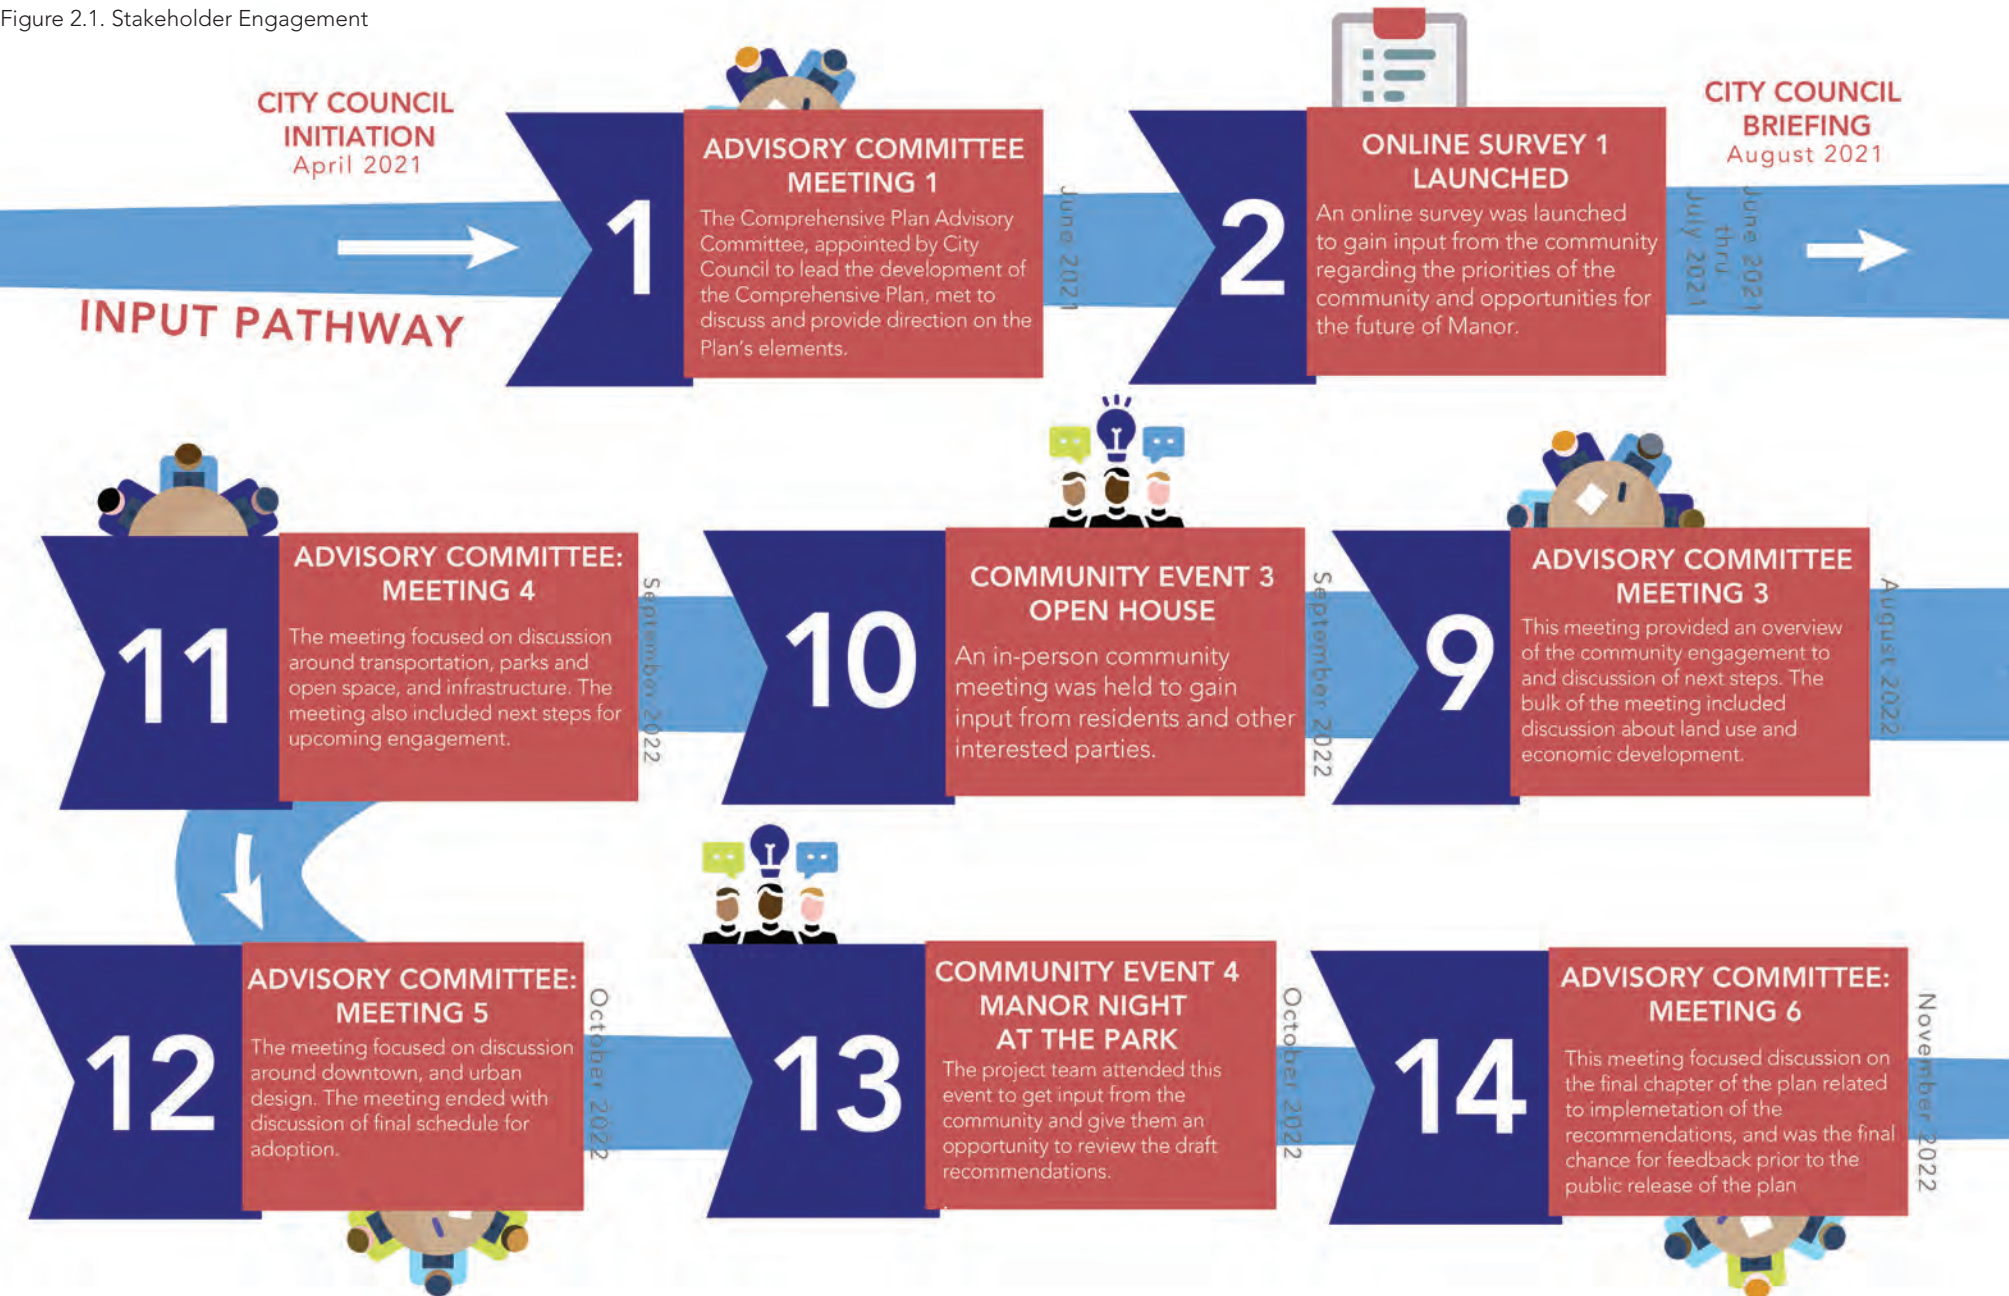 Figure 2.1. Stakeholder Engagement
CITY COUNCIL
INITIATION
April 2021
INPUT PATHWAY
1
ADVISORY COMMITTEE
MEETING 1
The Comprehensive Plan Advisory
Committee, appointed by City
Council to lead the development of
the Comprehensive Plan, met to
discuss and provide direction on the
Plan's elements.
June 2021
2
ONLINE SURVEY 1
LAUNCHED
An online survey was launched
to gain input from the community
regarding the priorities of the
community and opportunities for
the future of Manor.
June 2021
thru
July 2021
CITY COUNCIL
BRIEFING
August 2021
11
ADVISORY COMMITTEE:
MEETING 4
The meeting focused on discussion
around transportation, parks and
open space, and infrastructure. The
meeting also included next steps for
upcoming engagement.
September 2022
10
COMMUNITY EVENT 3
OPEN HOUSE
An in-person community
meeting was held to gain
input from residents and other
interested parties.
September 2022
9
ADVISORY COMMITTEE
MEETING 3
This meeting provided an overview
of the community engagement to
and discussion of next steps. The
bulk of the meeting included
discussion about land use and
economic development.
August 2022
12
ADVISORY COMMITTEE:
MEETING 5
The meeting focused on discussion
around downtown, and urban
design. The meeting ended with
discussion of final schedule for
adoption.
October 2022
13
COMMUNITY EVENT 4
MANOR NIGHT
AT THE PARK
The project team attended this
event to get input from the
community and give them an
opportunity to review the draft
recommendations.
October 2022
14
ADVISORY COMMITTEE:
MEETING 6
This meeting focused discussion on
the final chapter of the plan related
to implemetation of the
recommendations, and was the final
chance for feedback prior to the
public release of the plan
November 2022